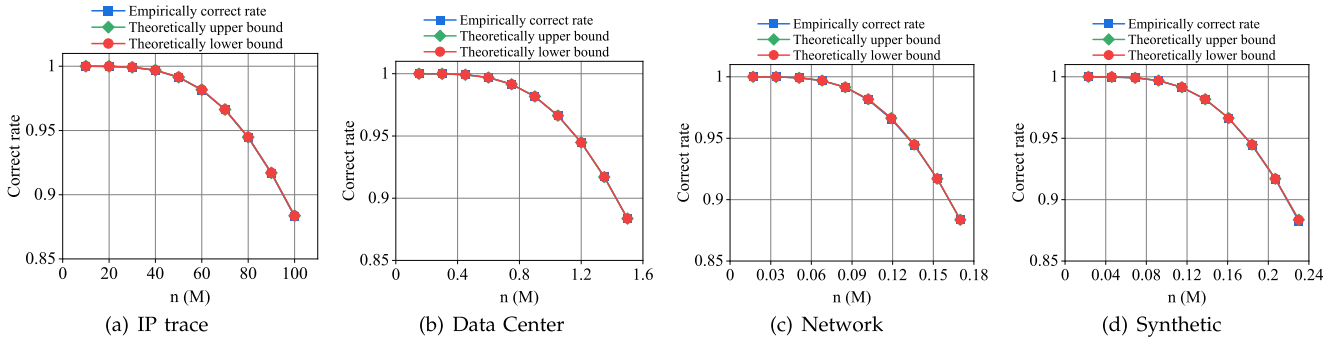 Empirically correct rate
Theoretically upper bound
Theoretically lower bound
Correct rate
1
0.95
0.9
0.85
0 20 40 60 80 100
n (M)
(a) IP trace
Empirically correct rate
Theoretically upper bound
Theoretically lower bound
Correct rate
1
0.95
0.9
0.85
0 0.4 0.8 1.2 1.6
n (M)
(b) Data Center
Empirically correct rate
Theoretically upper bound
Theoretically lower bound
Correct rate
1
0.95
0.9
0.85
0 0.03 0.06 0.09 0.12 0.15 0.18
n (M)
(c) Network
Empirically correct rate
Theoretically upper bound
Theoretically lower bound
Correct rate
1
0.95
0.9
0.85
0 0.04 0.08 0.12 0.16 0.2 0.24
n (M)
(d) Synthetic